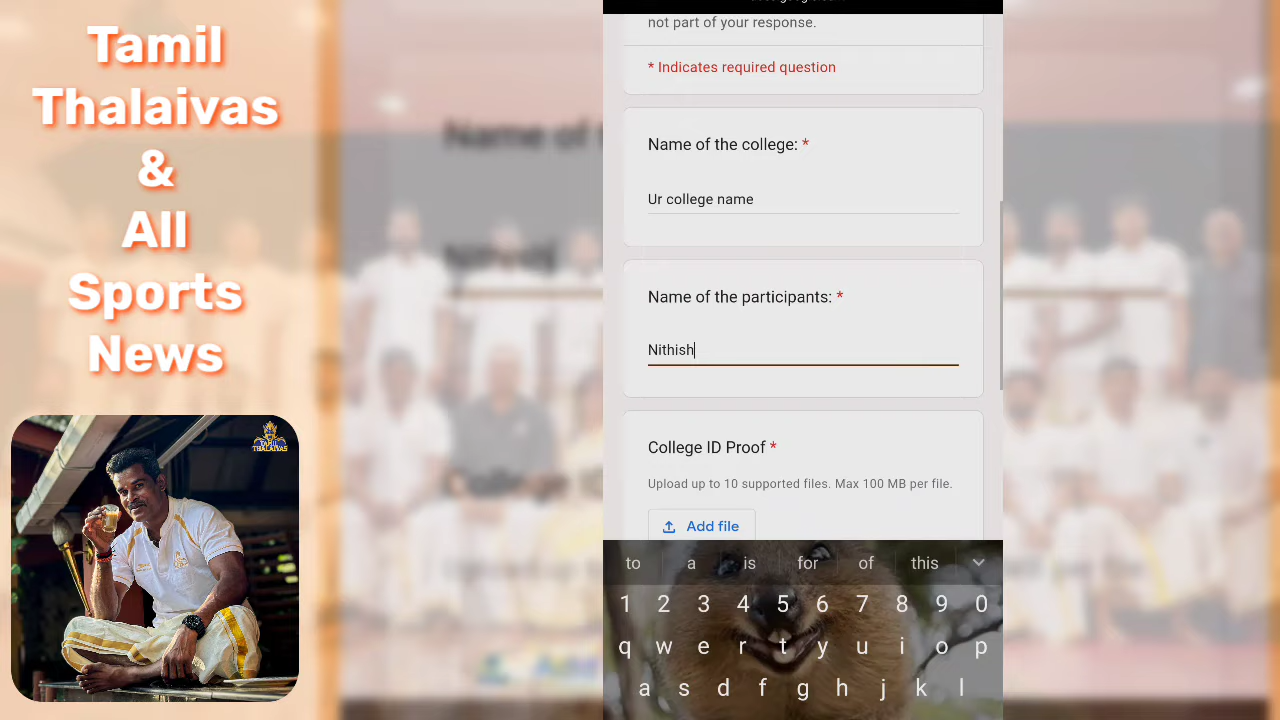 Tamil
Thalaivas
&
All
Sports
News
TAMIL
THALAIVAS
not part of your response.
* Indicates required question
Name of the college: *
Ur college name
Name of the participants: *
Nithish
College ID Proof *
Upload up to 10 supported files. Max 100 MB per file.
Add file
to a is for of this
1 2 3 4 5 6 7 8 9 0
q w e r t y u i o p
a s d f g h j k l